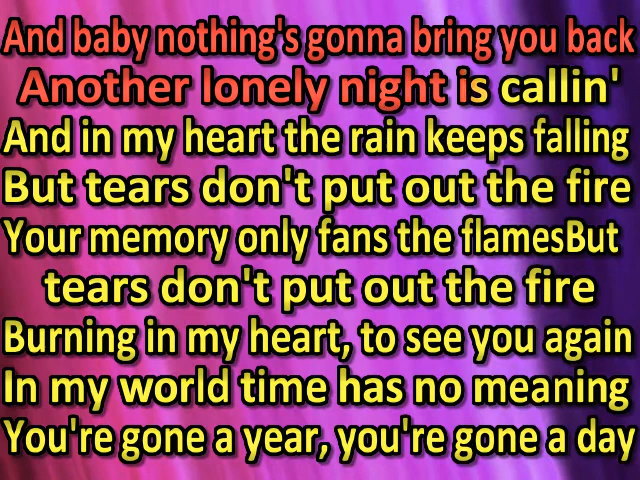 And baby nothing's gonna bring you back
Another lonely night is callin'
And in my heart the rain keeps falling
But tears don't put out the fire
Your memory only fans the flamesBut
tears don't put out the fire
Burning in my heart, to see you again
In my world time has no meaning
You're gone a year, you're gone a day